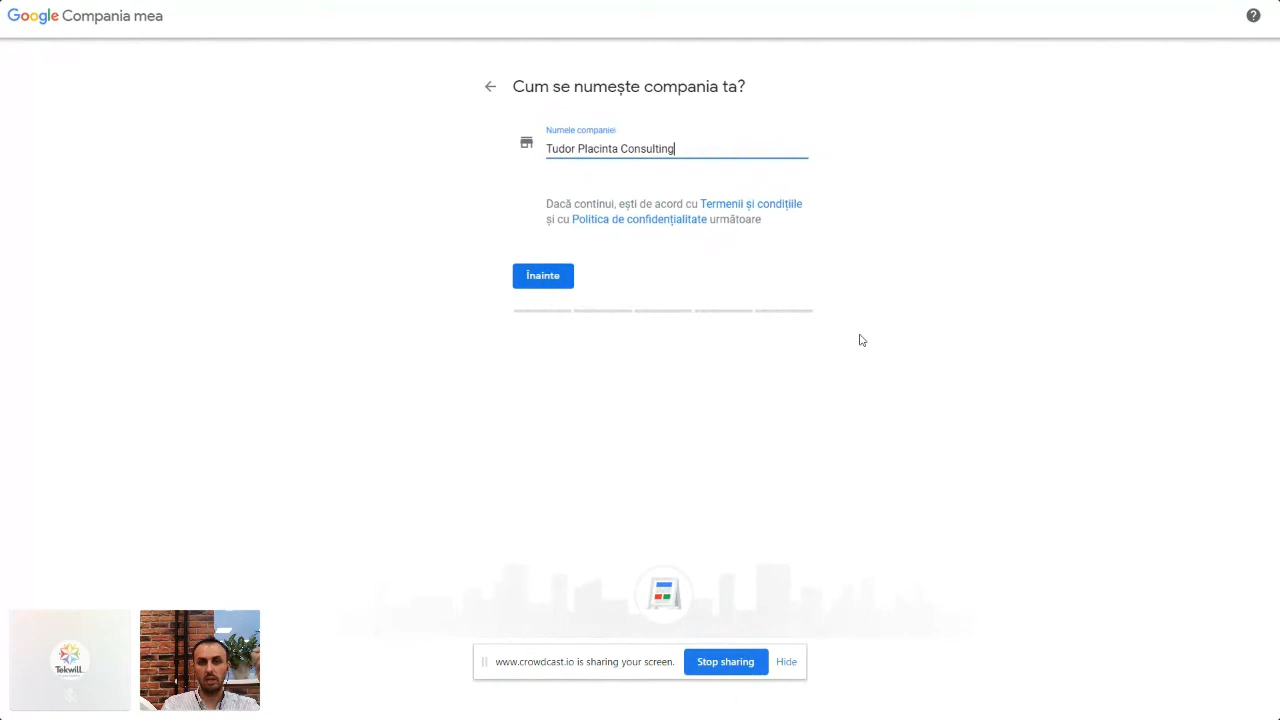 Google Compania mea
Cum se numește compania ta?
Numele companiei
Tudor Placinta Consulting
Dacă continui, ești de acord cu Termenii și condițiile
și cu Politica de confidențialitate următoare
Înainte
Tekwill
www.crowdcast.io is sharing your screen.
Stop sharing
Hide